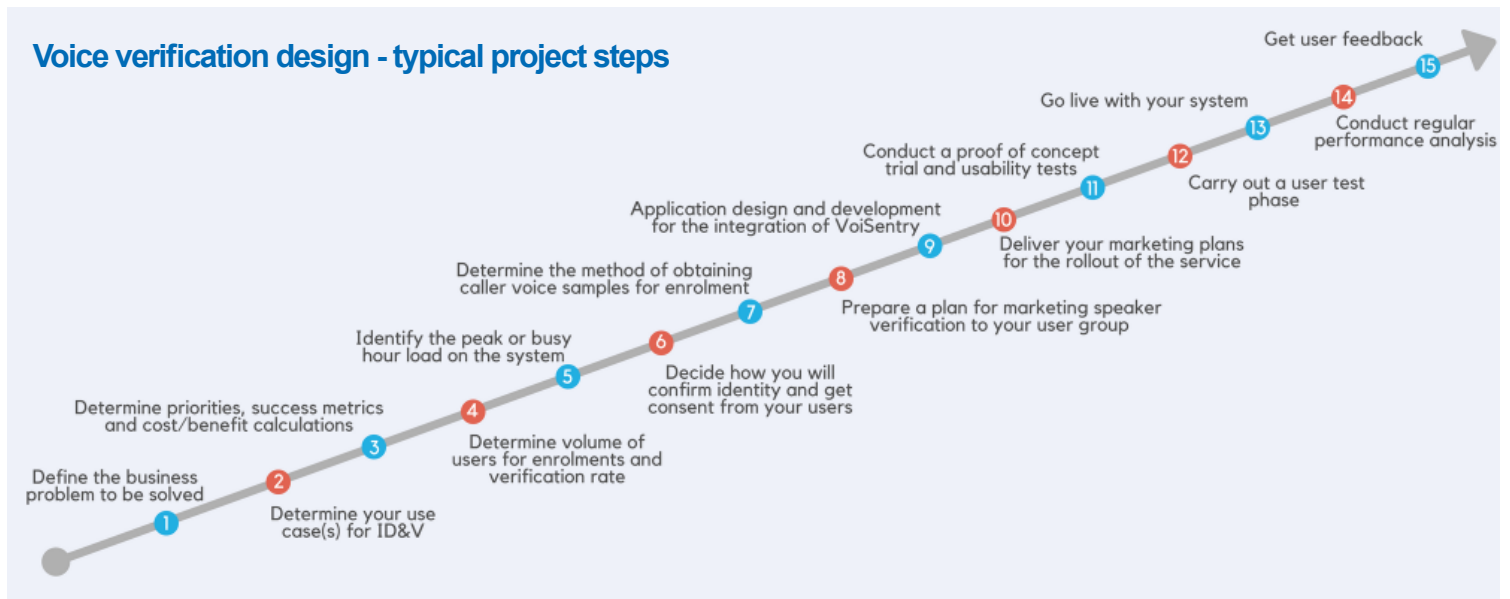 Voice verification design - typical project steps
1
Define the business
problem to be solved
2
Determine your use
case(s) for ID&V
3
Determine priorities, success metrics
and cost/benefit calculations
4
Determine volume of
users for enrolments and
verification rate
5
Identify the peak or busy
hour load on the system
6
Decide how you will
confirm identity and get
consent from your users
7
Determine the method of obtaining
caller voice samples for enrolment
8
Prepare a plan for marketing speaker
verification to your user group
9
Application design and development
for the integration of VoiSentry
10
Deliver your marketing plans
for the rollout of the service
11
Conduct a proof of concept
trial and usability tests
12
Carry out a user test
phase
13
Go live with your system
14
Conduct regular
performance analysis
15
Get user feedback